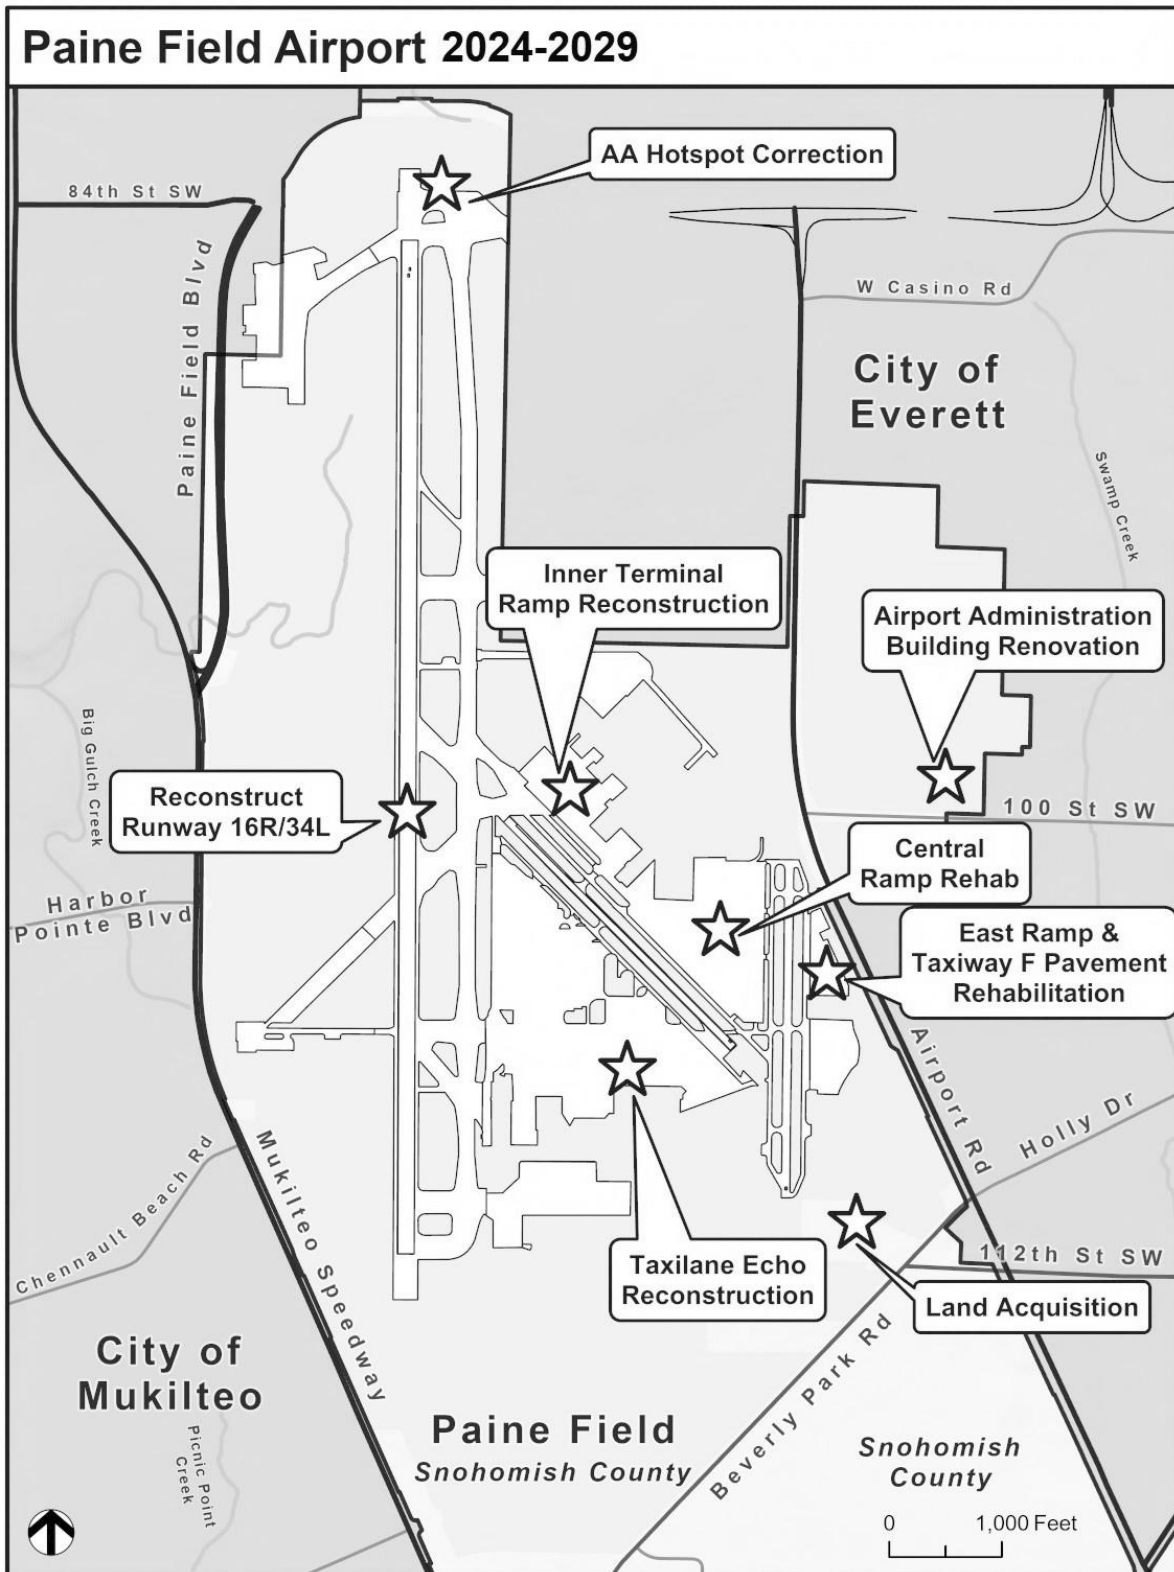 Paine Field Airport 2024-2029
AA Hotspot Correction
84th St SW
Paine Field Blvd
W Casino Rd
City of
Everett
Swamp Creek
Inner Terminal
Ramp Reconstruction
Airport Administration
Building Renovation
Big Gulch Creek
Reconstruct
Runway 16R/34L
100 St SW
Central
Ramp Rehab
Harbor
Pointe Blvd
East Ramp &
Taxiway F Pavement
Rehabilitation
Airport Rd
Holly Dr
Chennault Beach Rd
Mukilteo Speedway
112th St SW
Taxilane Echo
Reconstruction
Land Acquisition
City of
Mukilteo
Beverly Park Rd
Paine Field
Snohomish County
Picnic Point
Creek
Snohomish
County
0 1,000 Feet